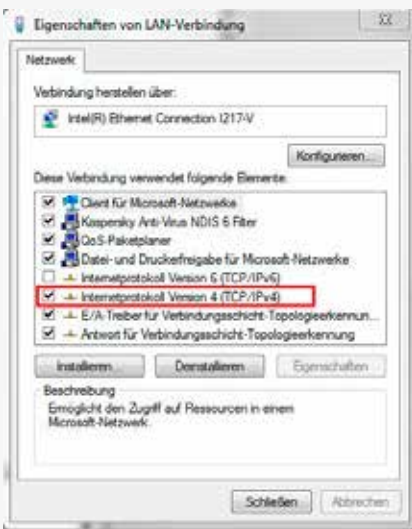 Eigenschaften von LAN-Verbindung
Netzwerk
Verbindung herstellen über:
Intel(R) Ethernet Connection I217-V
Konfigurieren...
Diese Verbindung verwendet folgende Elemente:
Client für Microsoft-Netzwerke
Kaspersky Anti-Virus NDIS 6 Filter
QoS-Paketplaner
Datei- und Druckerfreigabe für Microsoft-Netzwerke
Internetprotokoll Version 6 (TCP/IPv6)
Internetprotokoll Version 4 (TCP/IPv4)
E/A-Treiber für Verbindungsschicht-Topologieerkennun...
Antwort für Verbindungsschicht-Topologieerkennung
Installieren...
Deinstallieren
Eigenschaften
Beschreibung
Ermöglicht den Zugriff auf Ressourcen in einem
Microsoft-Netzwerk.
Schließen
Abbrechen